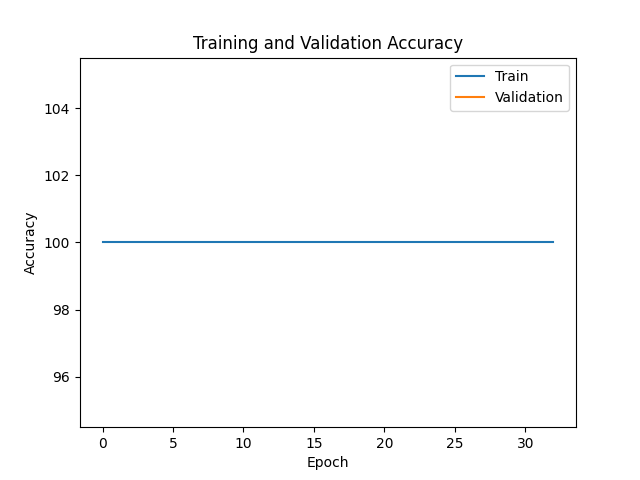 Training and Validation Accuracy
Train
Validation
104
102
100
98
96
Accuracy
0 5 10 15 20 25 30
Epoch